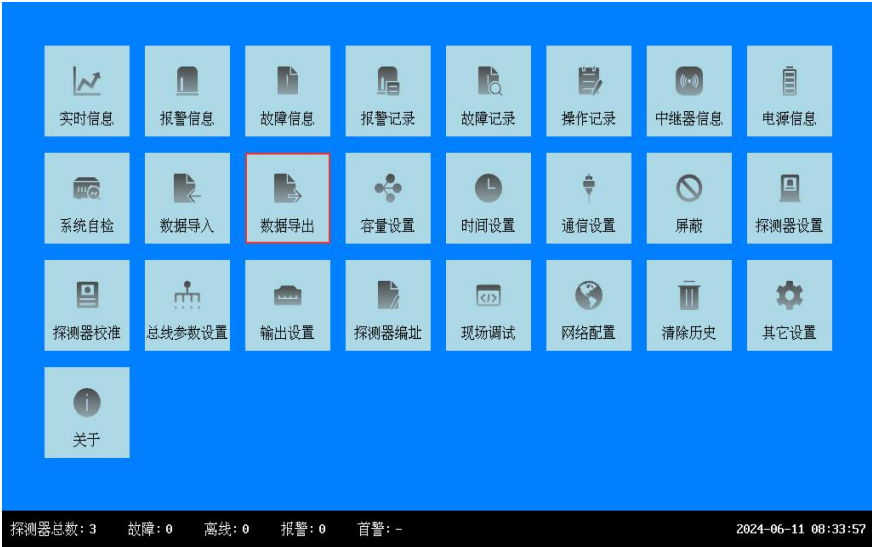 实时信息 报警信息 故障信息 报警记录 故障记录 操作记录 中继器信息 电源信息
系统自检 数据导入 数据导出 容量设置 时间设置 通信设置 屏蔽 探测器设置
探测器校准 总线参数设置 输出设置 探测器编址 现场调试 网络配置 清除历史 其它设置
关于
探测器总数:3 故障:0 离线:0 报警:0 首警:- 2024-06-11 08:33:57